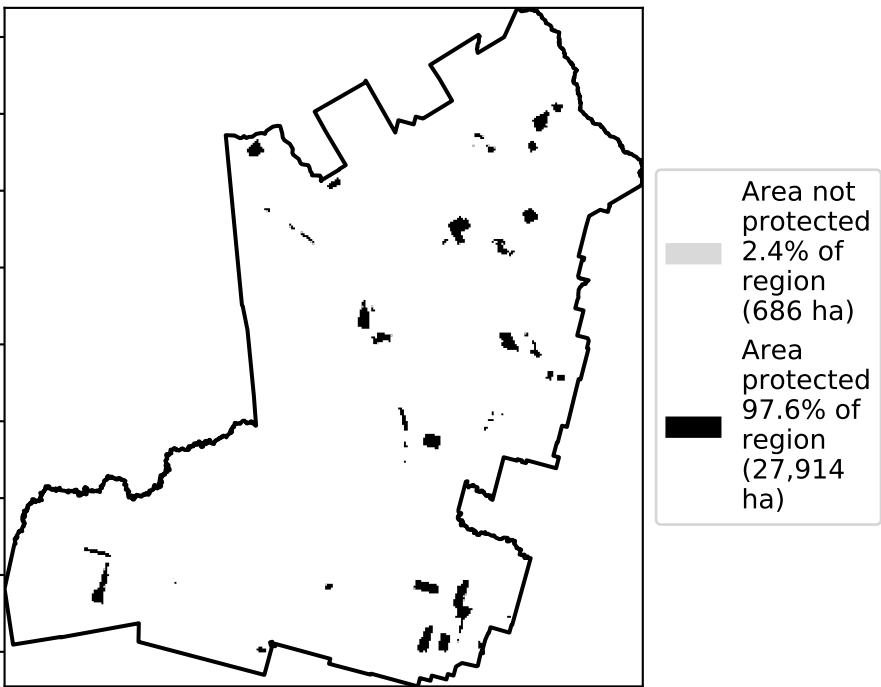 Area not
protected
2.4% of
region
(686 ha)
Area
protected
97.6% of
region
(27,914
ha)